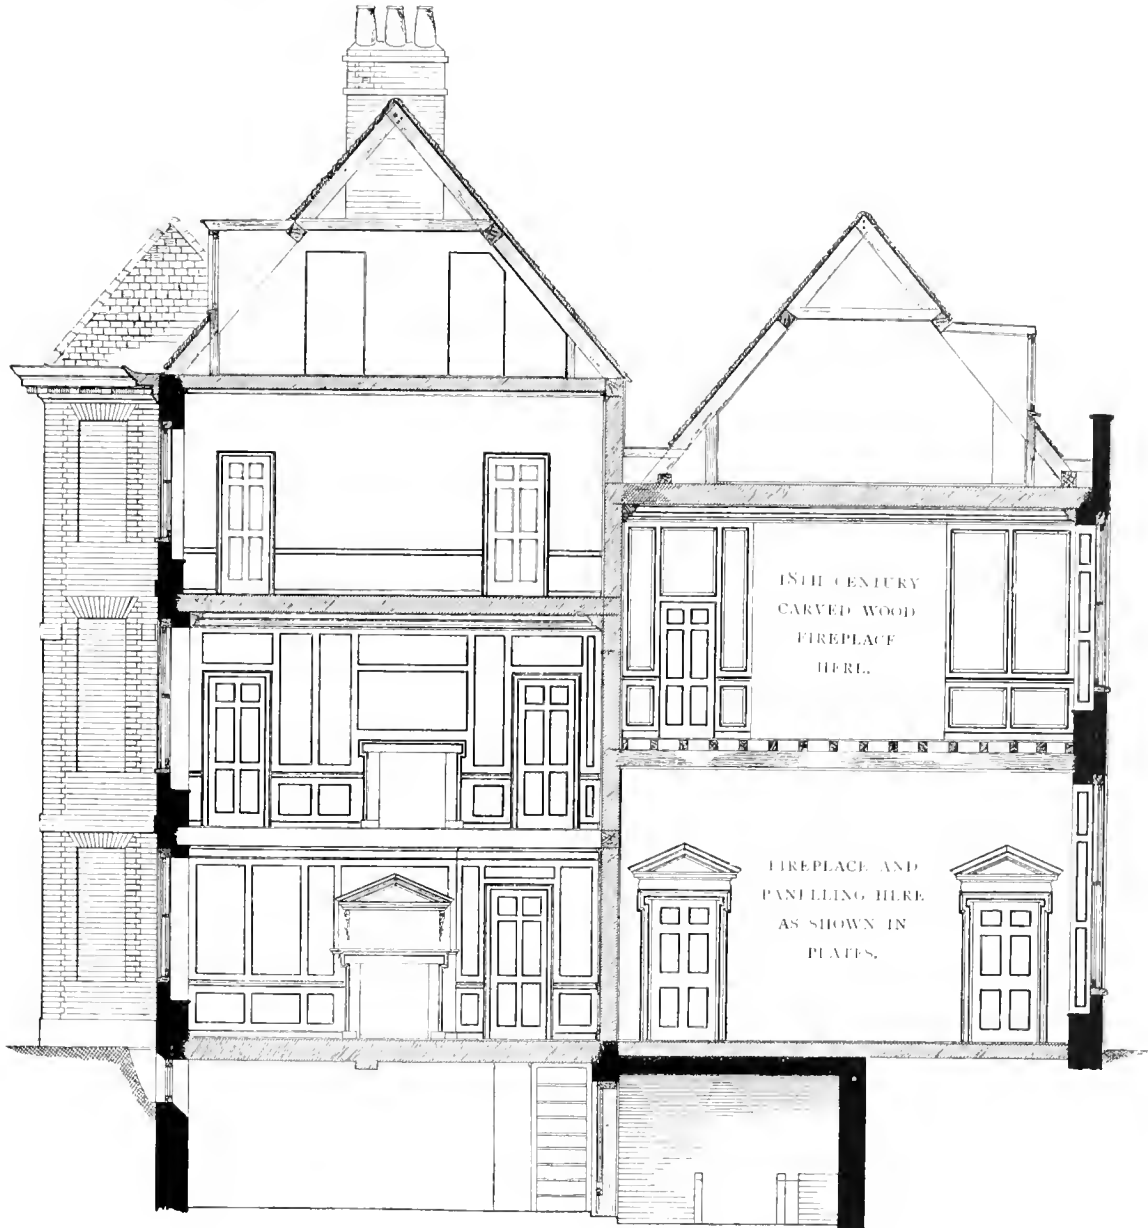 18TH CENTURY
CARVED WOOD
FIREPLACE
HERE.
FIREPLACE AND
PANELLING HERE
AS SHOWN IN
PLATES.